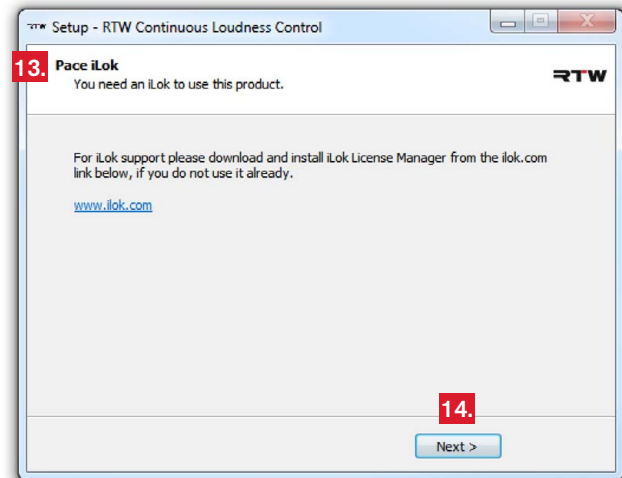 RTW Setup - RTW Continuous Loudness Control
13. Pace iLok
You need an iLok to use this product.
RTW
For iLok support please download and install iLok License Manager from the ilok.com
link below, if you do not use it already.
www.ilok.com
14.
Next >